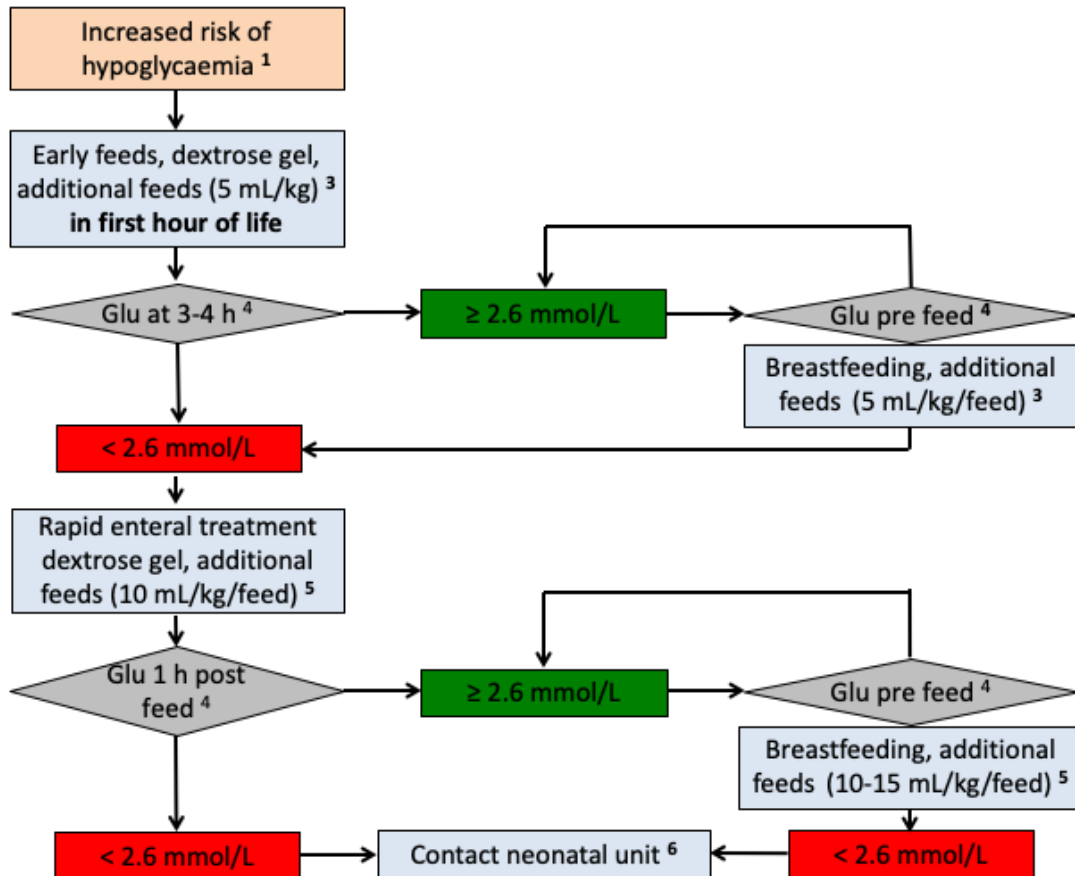 Increased risk of
hypoglycaemia ¹
Early feeds, dextrose gel,
additional feeds (5 mL/kg) ³
in first hour of life
Glu at 3-4 h ⁴
≥ 2.6 mmol/L
Glu pre feed ⁴
Breastfeeding, additional
feeds (5 mL/kg/feed) ³
< 2.6 mmol/L
Rapid enteral treatment
dextrose gel, additional
feeds (10 mL/kg/feed) ⁵
Glu 1 h post
feed ⁴
≥ 2.6 mmol/L
Glu pre feed ⁴
Breastfeeding, additional
feeds (10-15 mL/kg/feed) ⁵
< 2.6 mmol/L
Contact neonatal unit ⁶
< 2.6 mmol/L